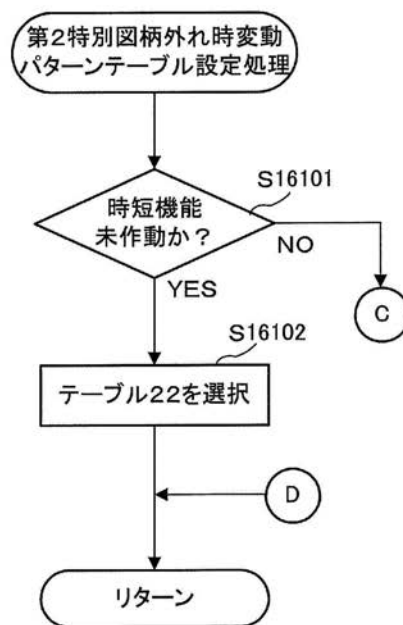 第2特別図柄外れ時変動
パターンテーブル設定処理
S16101
時短機能
未作動か？
NO
YES
C
S16102
テーブル22を選択
D
リターン